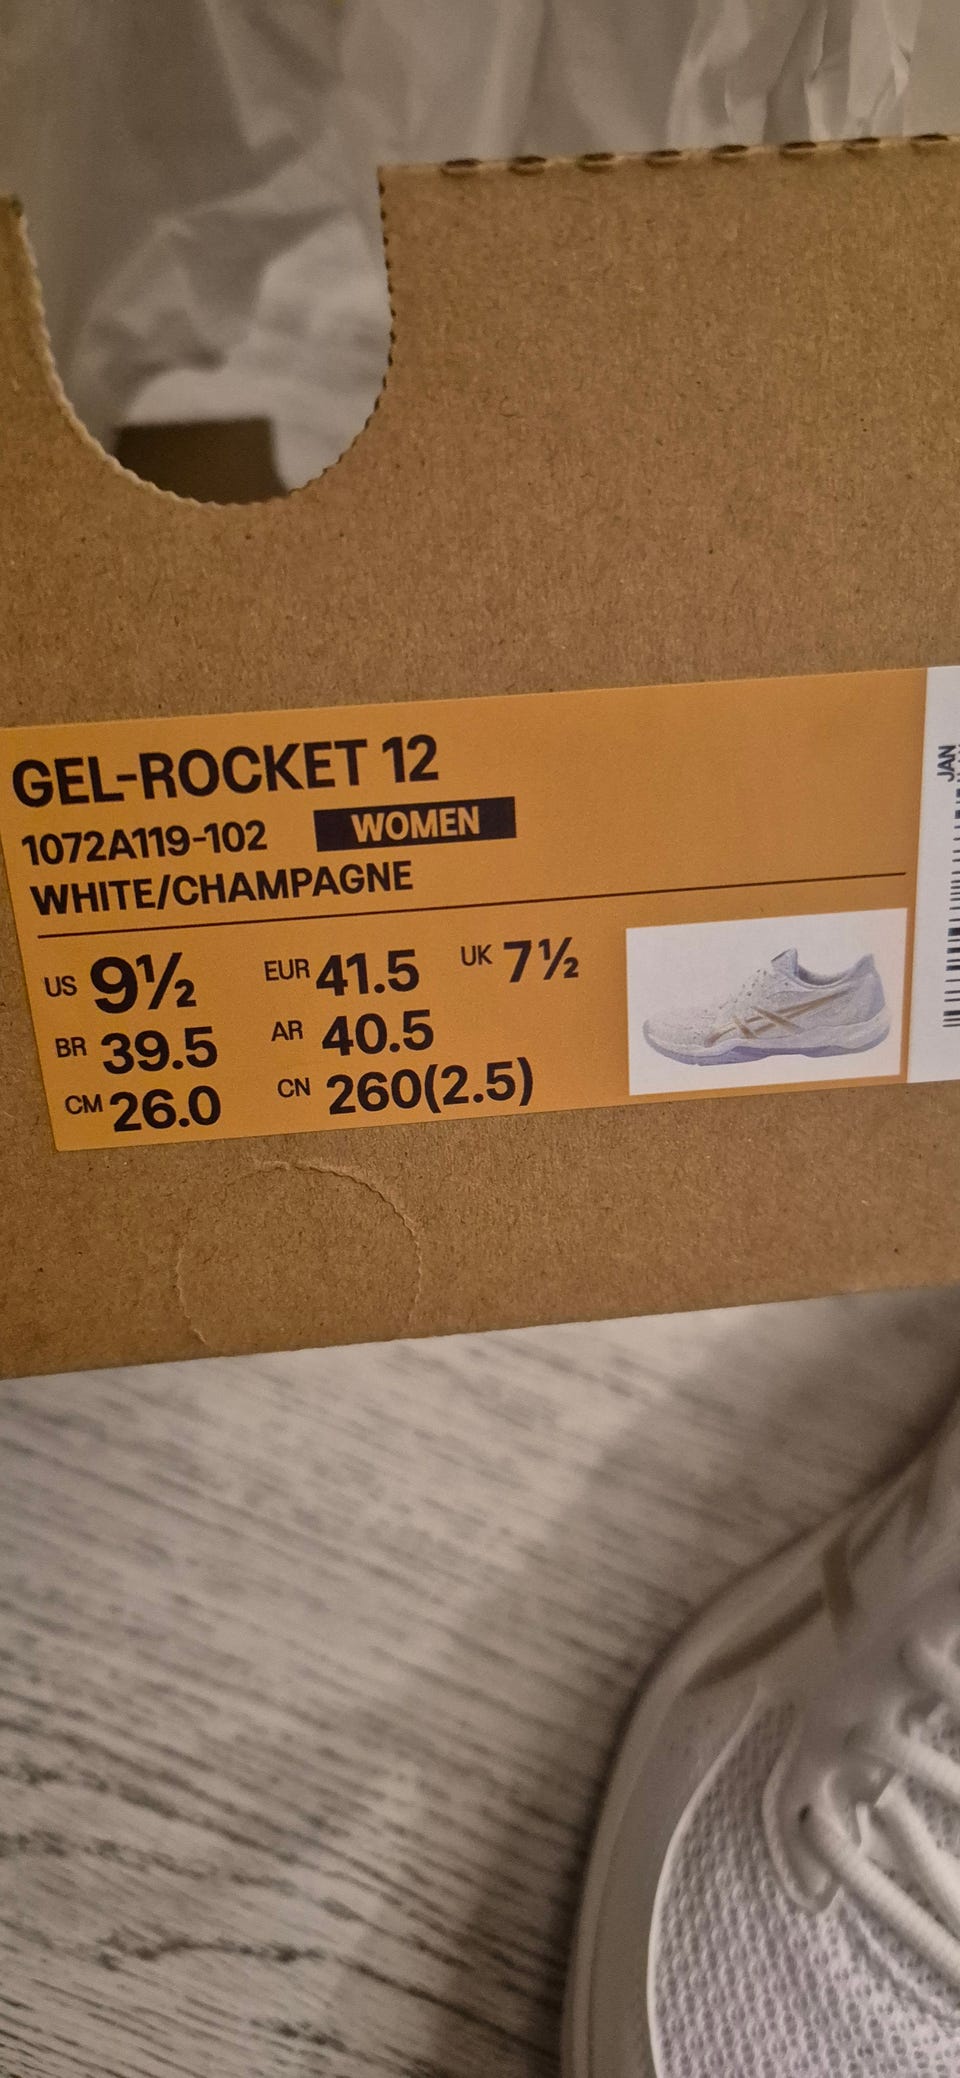 GEL-ROCKET 12
1072A119-102 WOMEN
WHITE/CHAMPAGNE
US 9½ EUR 41.5 UK 7½
BR 39.5 AR 40.5
CM 26.0 CN 260(2.5)
JAN